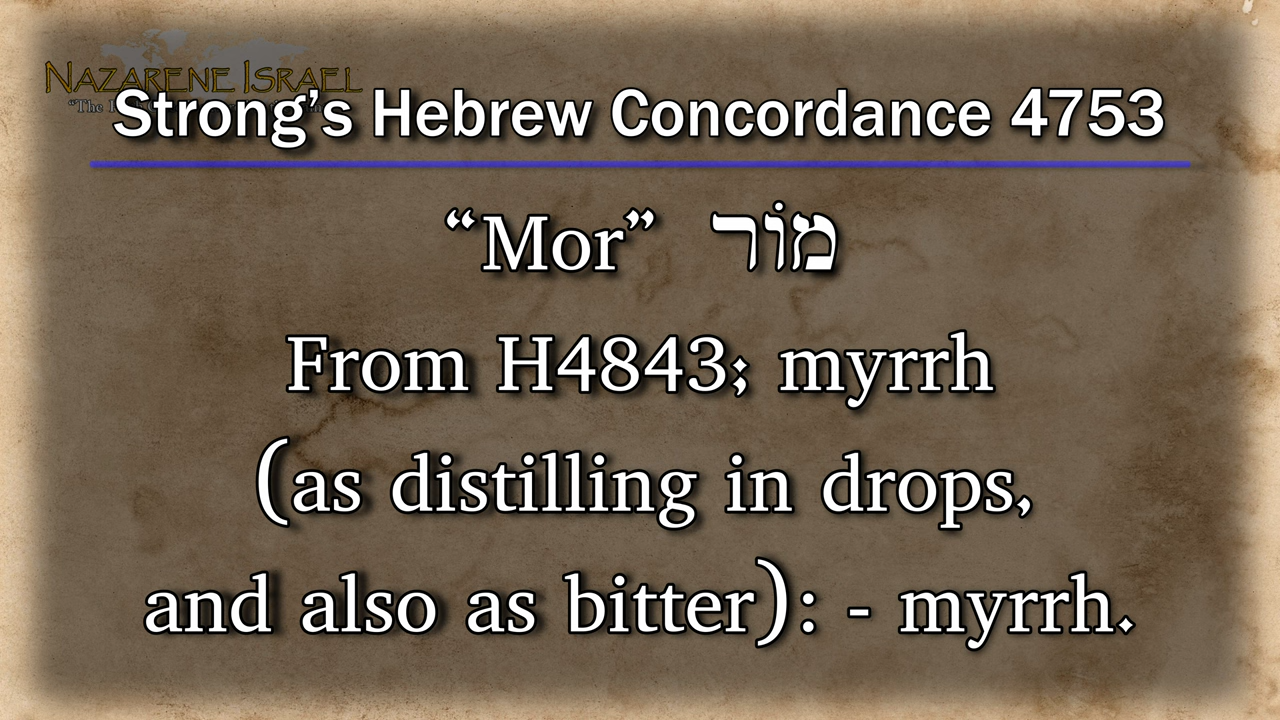 NAZARENE ISRAEL
"The
Strong's Hebrew Concordance 4753
“Mor” מוֹר
From H4843; myrrh
(as distilling in drops,
and also as bitter): - myrrh.